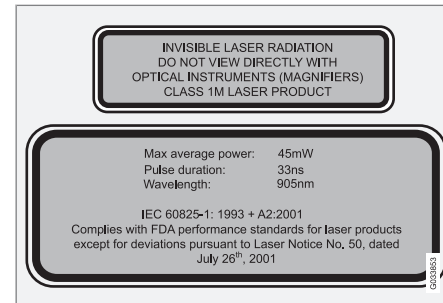 INVISIBLE LASER RADIATION
DO NOT VIEW DIRECTLY WITH
OPTICAL INSTRUMENTS (MAGNIFIERS)
CLASS 1M LASER PRODUCT
Max average power: 45mW
Pulse duration: 33ns
Wavelength: 905nm
IEC 60825-1: 1993 + A2:2001
Complies with FDA performance standards for laser products
except for deviations pursuant to Laser Notice No. 50, dated
July 26th, 2001
G033853